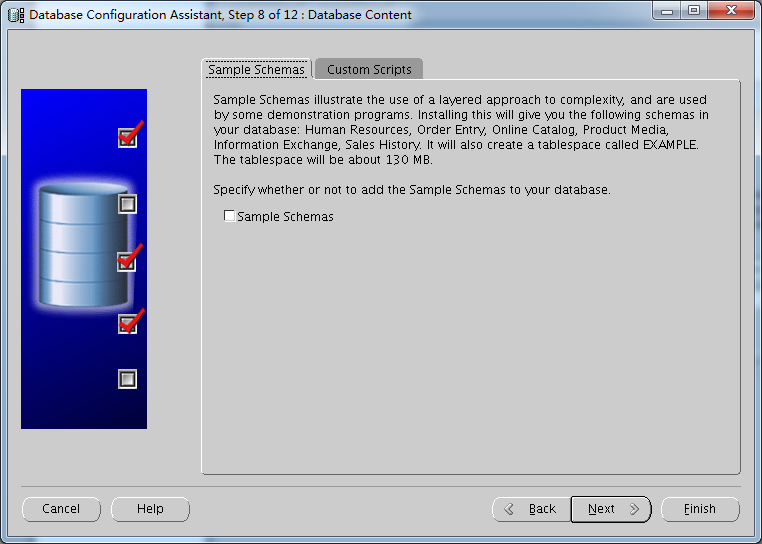 Database Configuration Assistant, Step 8 of 12 : Database Content
Sample Schemas
Custom Scripts
Sample Schemas illustrate the use of a layered approach to complexity, and are used
by some demonstration programs. Installing this will give you the following schemas in
your database: Human Resources, Order Entry, Online Catalog, Product Media,
Information Exchange, Sales History. It will also create a tablespace called EXAMPLE.
The tablespace will be about 130 MB.
Specify whether or not to add the Sample Schemas to your database.
Sample Schemas
Cancel
Help
Back
Next
Finish